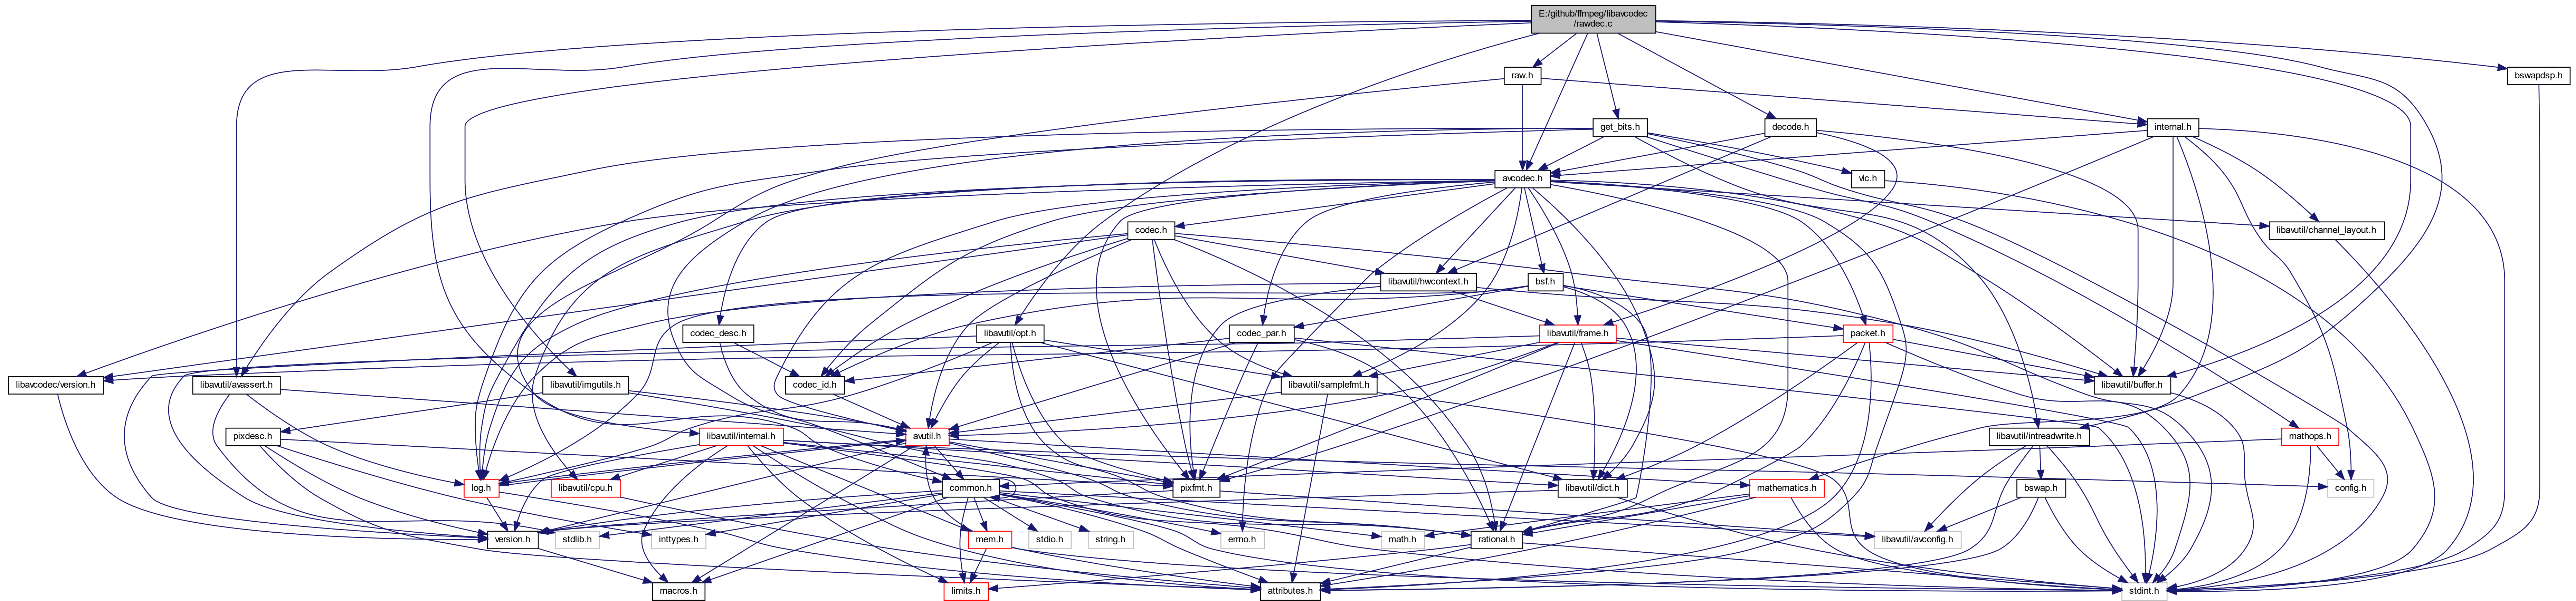 E:/github/ffmpeg/libavcodec
/rawdec.c
raw.h
bswapdsp.h
get_bits.h
decode.h
internal.h
avcodec.h
vlc.h
codec.h
libavutil/channel_layout.h
libavutil/hwcontext.h
bsf.h
codec_desc.h
libavutil/opt.h
codec_par.h
libavutil/frame.h
packet.h
libavcodec/version.h
libavutil/avassert.h
libavutil/imgutils.h
codec_id.h
libavutil/samplefmt.h
libavutil/buffer.h
pixdesc.h
libavutil/internal.h
avutil.h
libavutil/intreadwrite.h
mathops.h
log.h
libavutil/cpu.h
common.h
pixfmt.h
libavutil/dict.h
mathematics.h
bswap.h
config.h
version.h
stdlib.h
inttypes.h
mem.h
stdio.h
string.h
errno.h
math.h
rational.h
libavutil/avconfig.h
macros.h
limits.h
attributes.h
stdint.h